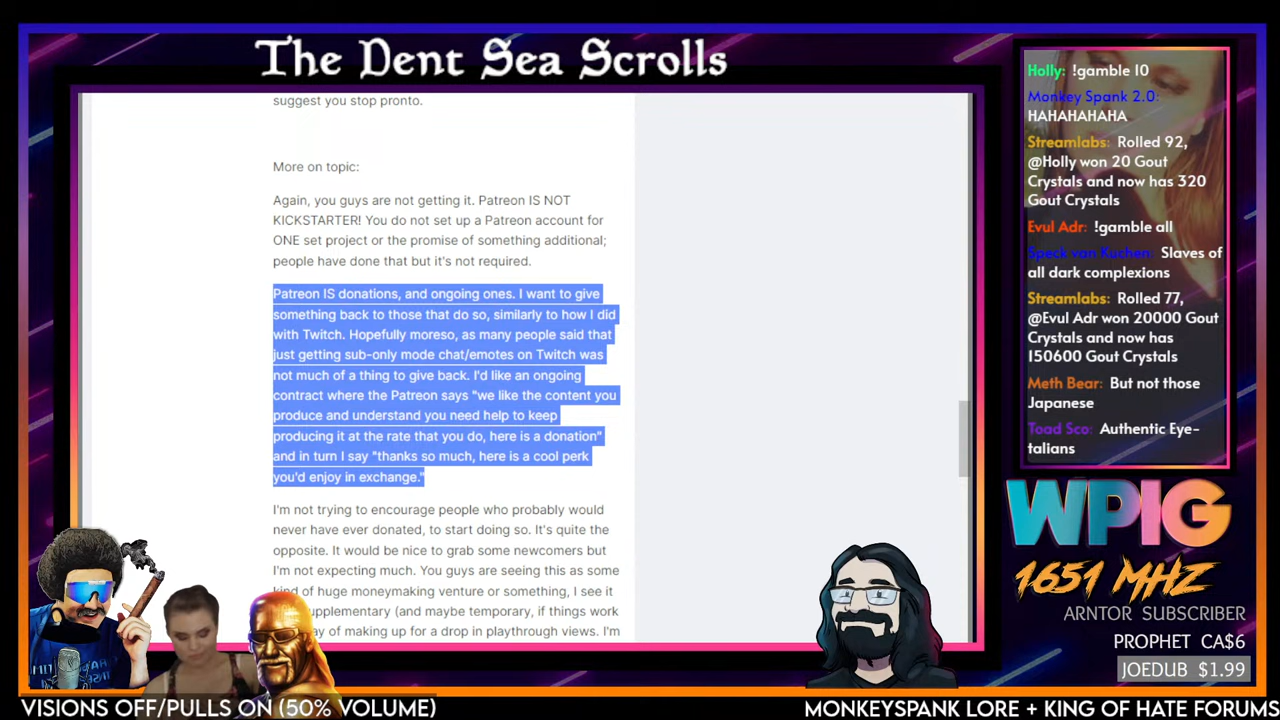 The Dent Sea Scrolls
suggest you stop pronto.
More on topic:
Again, you guys are not getting it. Patreon IS NOT
KICKSTARTER! You do not set up a Patreon account for
ONE set project or the promise of something additional;
people have done that but it's not required.
Patreon IS donations, and ongoing ones. I want to give
something back to those that do so, similarly to how I did
with Twitch. Hopefully moreso, as many people said that
just getting sub-only mode chat/emotes on Twitch was
not much of a thing to give back. I'd like an ongoing
contract where the Patreon says "we like the content you
produce and understand you need help to keep
producing it at the rate that you do, here is a donation"
and in turn I say "thanks so much, here is a cool perk
you'd enjoy in exchange."
I'm not trying to encourage people who probably would
never have ever donated, to start doing so. It's quite the
opposite. It would be nice to grab some newcomers but
I'm not expecting much. You guys are seeing this as some
kind of huge moneymaking venture or something, I see it
supplementary (and maybe temporary, if things work
of making up for a drop in playthrough views. I'm
Holly: !gamble 10
Monkey Spank 2.0:
HAHAHAHAHA
Streamlabs: Rolled 92,
@Holly won 20 Gout
Crystals and now has 320
Gout Crystals
Evul Adr: !gamble all
Speck van Kuchen: Slaves of
all dark complexions
Streamlabs: Rolled 77,
@Evul Adr won 20000 Gout
Crystals and now has
150600 Gout Crystals
Meth Bear: But not those
Japanese
Toad Sco: Authentic Eye-
talians
WPIG
1651 MHZ
ARNTOR SUBSCRIBER
PROPHET CA$6
JOEDUB $1.99
VISIONS OFF/PULLS ON (50% VOLUME)
MONKEYSPANK LORE + KING OF HATE FORUMS